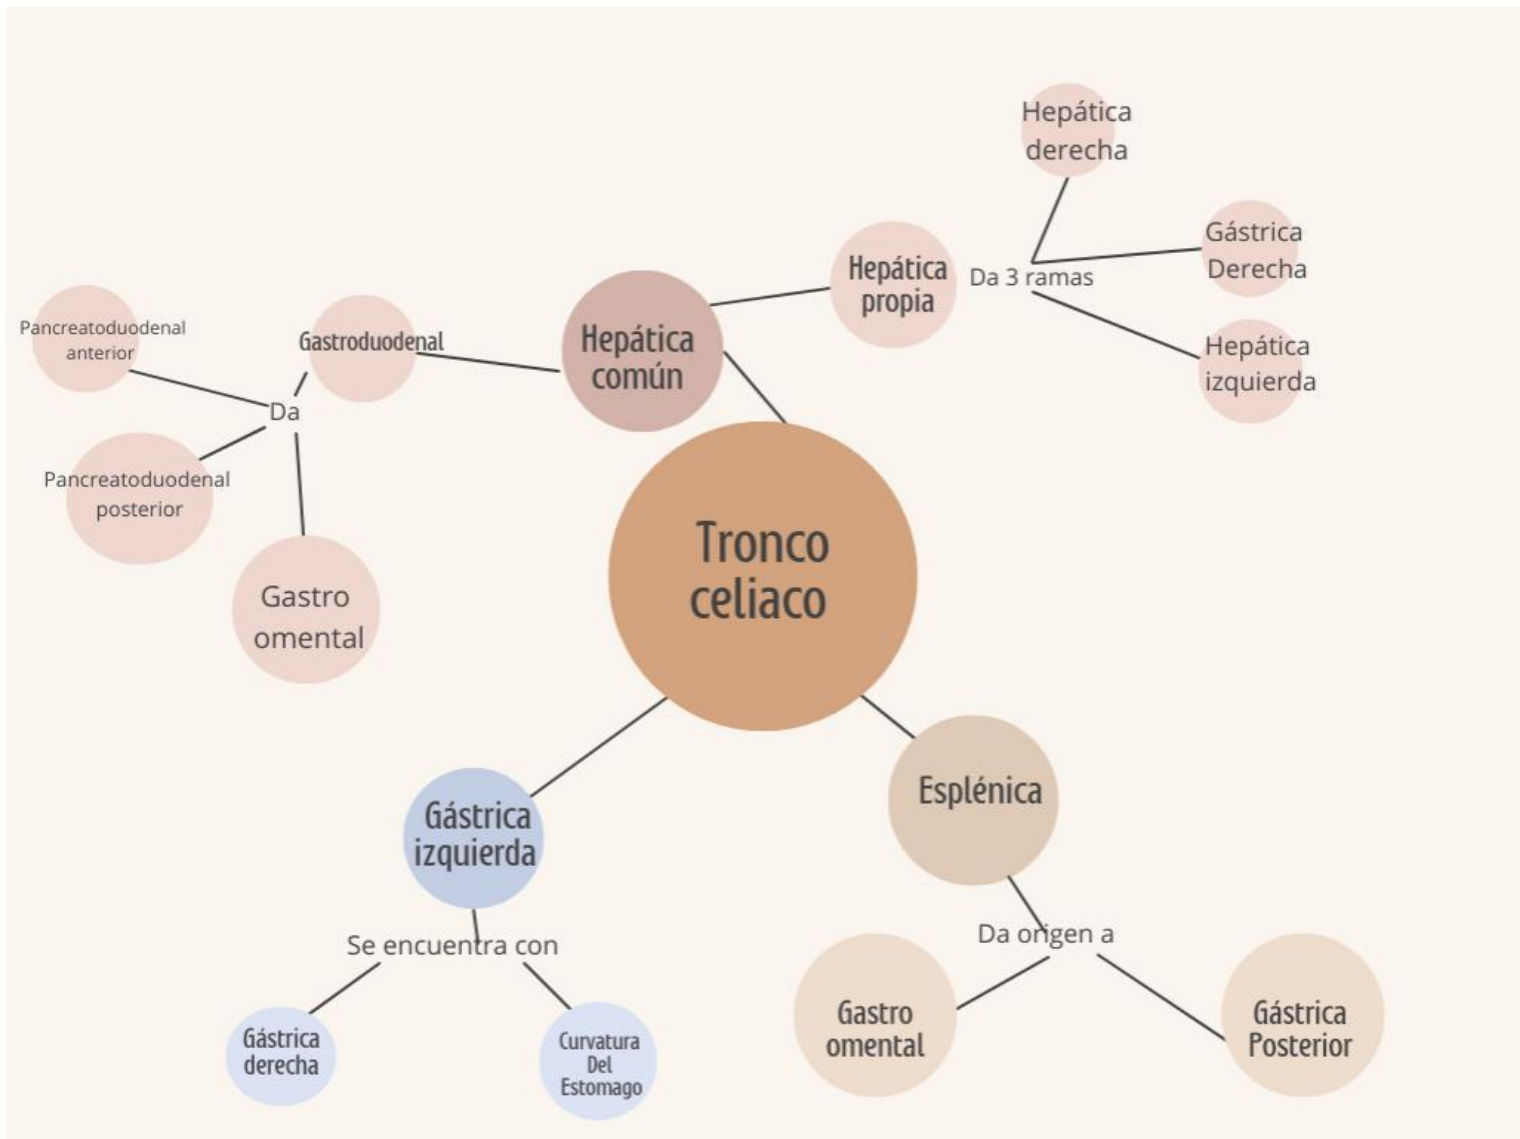 Hepática
derecha
Gástrica
Derecha
Hepática
propia
Da 3 ramas
Hepática
izquierda
Hepática
común
Gastroduodenal
Pancreatoduodenal
anterior
Da
Pancreatoduodenal
posterior
Gastro
omental
Tronco
celiaco
Gástrica
izquierda
Esplénica
Se encuentra con
Da origen a
Gástrica
derecha
Curvatura
Del
Estomago
Gastro
omental
Gástrica
Posterior